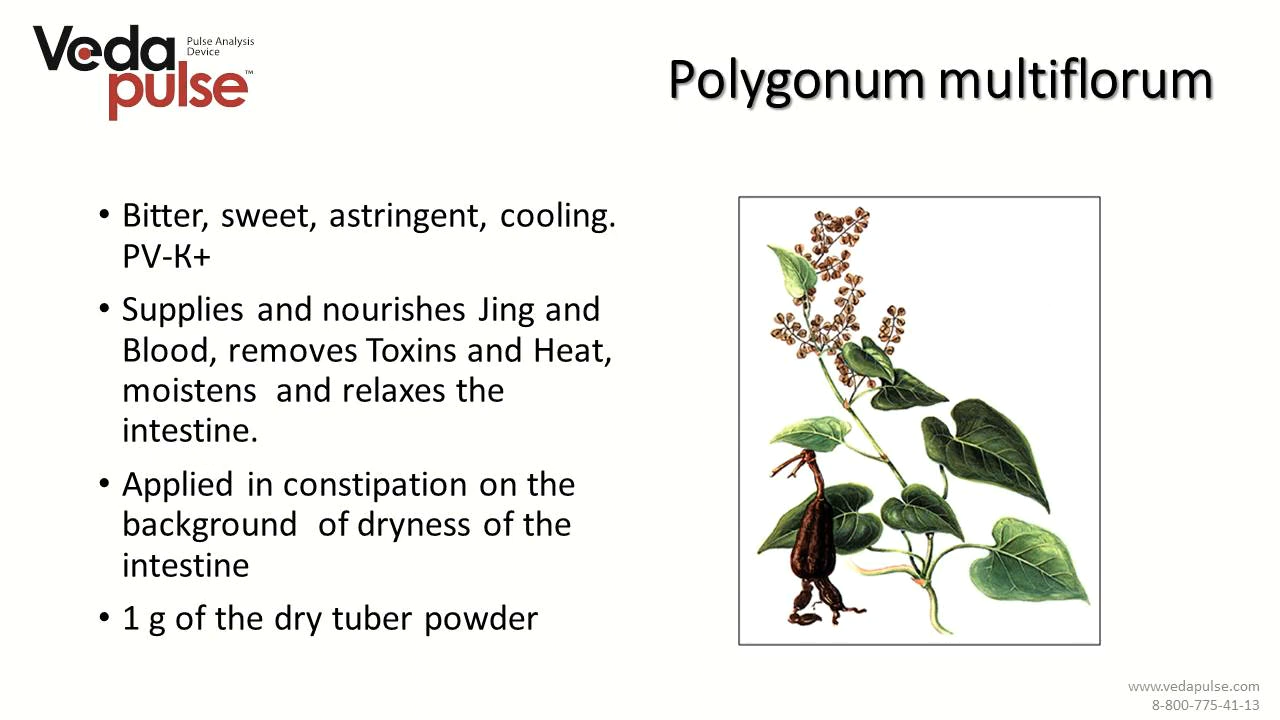 Veda
pulse™
Pulse Analysis
Device
Polygonum multiflorum
• Bitter, sweet, astringent, cooling.
PV-K+
• Supplies and nourishes Jing and
Blood, removes Toxins and Heat,
moistens and relaxes the
intestine.
• Applied in constipation on the
background of dryness of the
intestine
• 1 g of the dry tuber powder
www.vedapulse.com
8-800-775-41-13